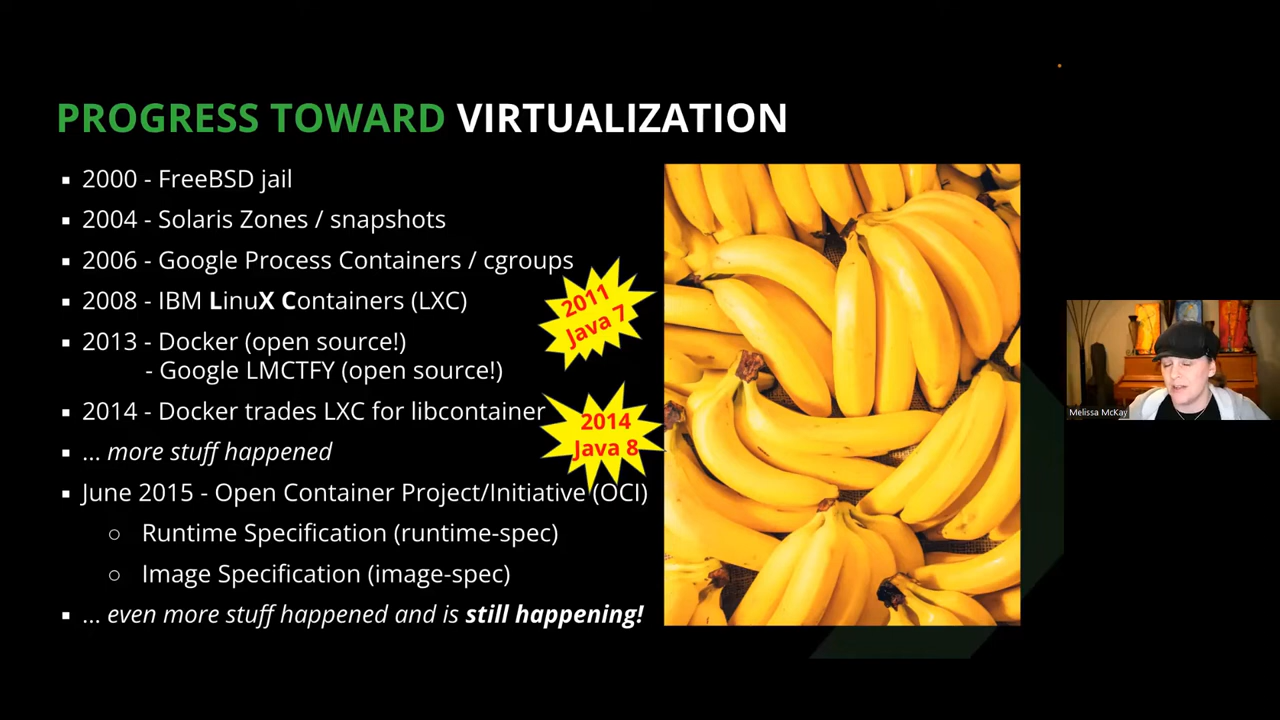 PROGRESS TOWARD VIRTUALIZATION
▪ 2000 - FreeBSD jail
▪ 2004 - Solaris Zones / snapshots
▪ 2006 - Google Process Containers / cgroups
▪ 2008 - IBM LinuX Containers (LXC)
▪ 2013 - Docker (open source!)
- Google LMCTFY (open source!)
▪ 2014 - Docker trades LXC for libcontainer
▪ ... more stuff happened
▪ June 2015 - Open Container Project/Initiative (OCI)
○ Runtime Specification (runtime-spec)
○ Image Specification (image-spec)
▪ ... even more stuff happened and is still happening!
2011
Java 7
2014
Java 8
Melissa McKay